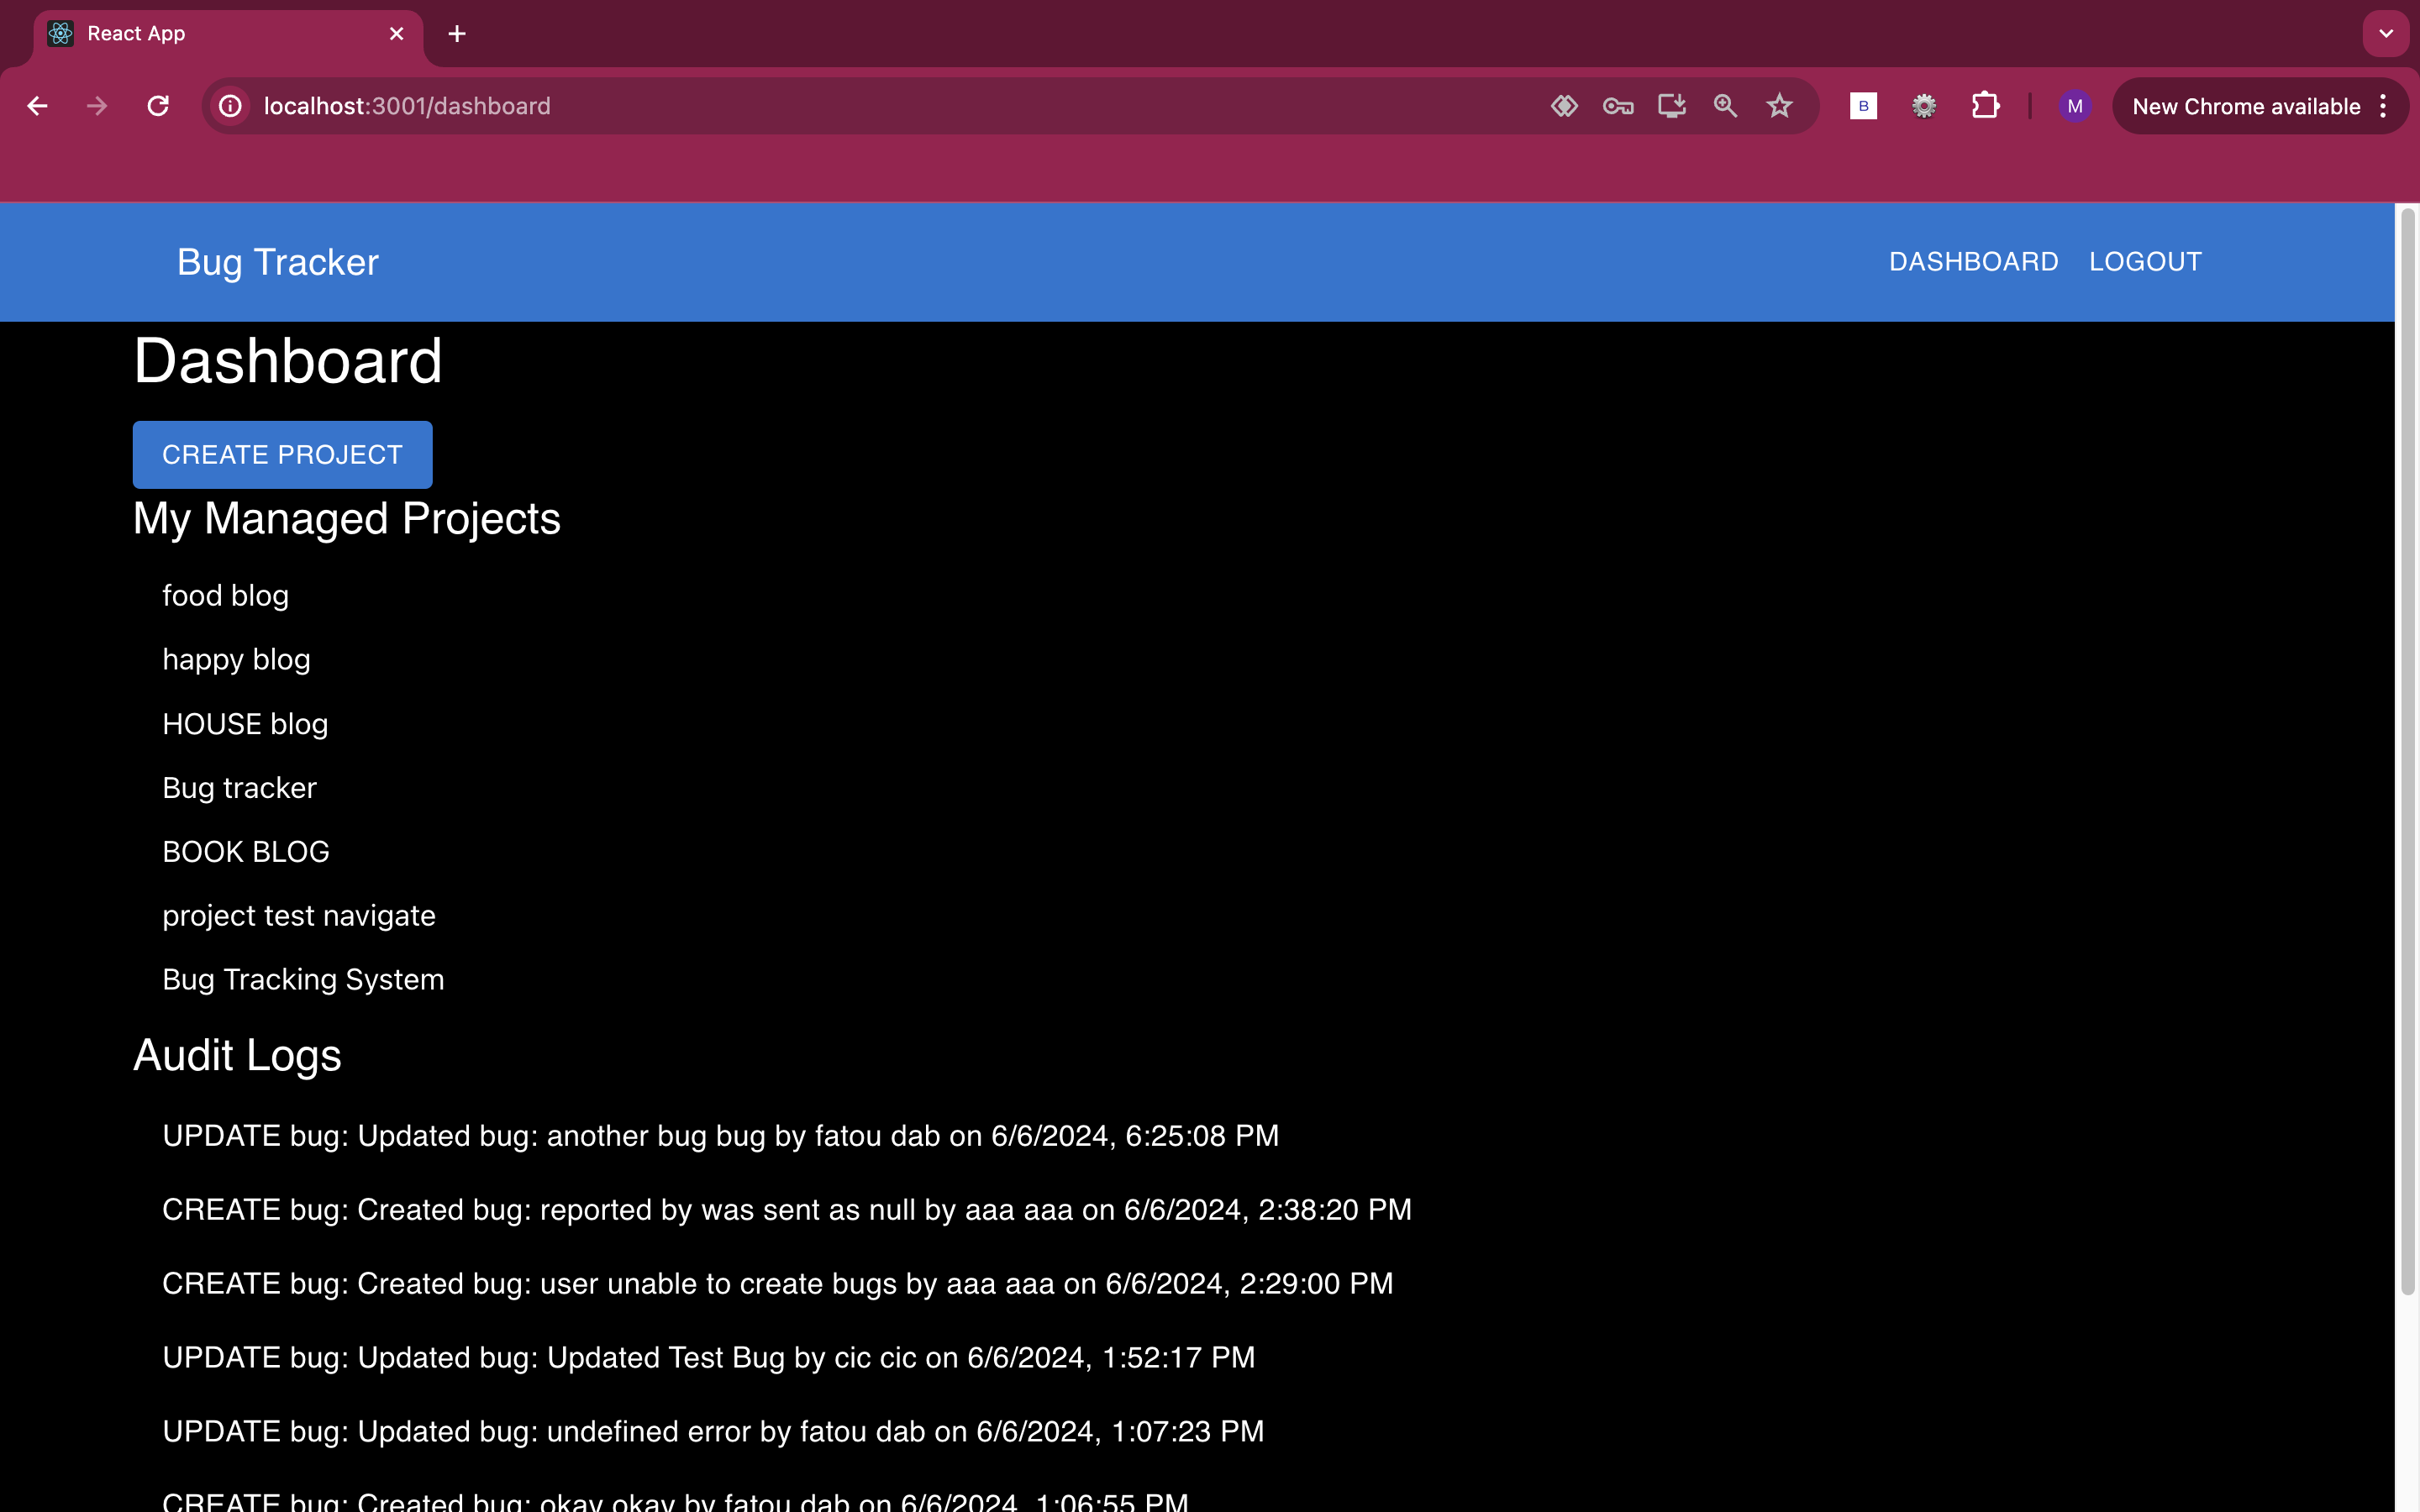 React App
localhost:3001/dashboard
B
M
New Chrome available
Bug Tracker
DASHBOARD
LOGOUT
Dashboard
CREATE PROJECT
My Managed Projects
food blog
happy blog
HOUSE blog
Bug tracker
BOOK BLOG
project test navigate
Bug Tracking System
Audit Logs
UPDATE bug: Updated bug: another bug bug by fatou dab on 6/6/2024, 6:25:08 PM
CREATE bug: Created bug: reported by was sent as null by aaa aaa on 6/6/2024, 2:38:20 PM
CREATE bug: Created bug: user unable to create bugs by aaa aaa on 6/6/2024, 2:29:00 PM
UPDATE bug: Updated bug: Updated Test Bug by cic cic on 6/6/2024, 1:52:17 PM
UPDATE bug: Updated bug: undefined error by fatou dab on 6/6/2024, 1:07:23 PM
CREATE bug: Created bug: okay okay by fatou dab on 6/6/2024, 1:06:55 PM